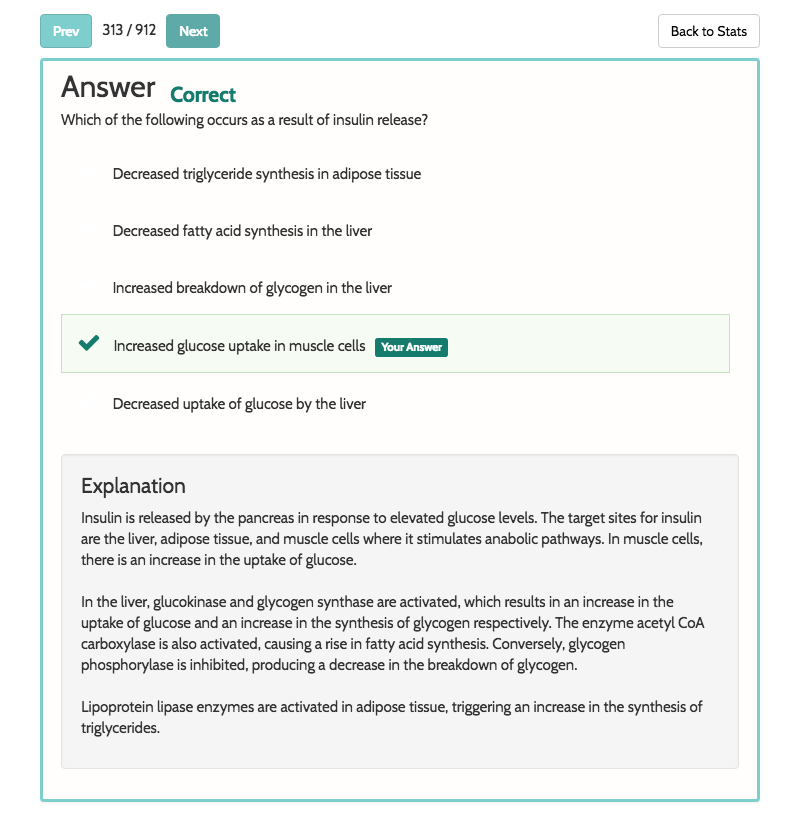 Prev 313 / 912 Next Back to Stats
Answer Correct
Which of the following occurs as a result of insulin release?
Decreased triglyceride synthesis in adipose tissue
Decreased fatty acid synthesis in the liver
Increased breakdown of glycogen in the liver
Increased glucose uptake in muscle cells Your Answer
Decreased uptake of glucose by the liver
Explanation
Insulin is released by the pancreas in response to elevated glucose levels. The target sites for insulin
are the liver, adipose tissue, and muscle cells where it stimulates anabolic pathways. In muscle cells,
there is an increase in the uptake of glucose.
In the liver, glucokinase and glycogen synthase are activated, which results in an increase in the
uptake of glucose and an increase in the synthesis of glycogen respectively. The enzyme acetyl CoA
carboxylase is also activated, causing a rise in fatty acid synthesis. Conversely, glycogen
phosphorylase is inhibited, producing a decrease in the breakdown of glycogen.
Lipoprotein lipase enzymes are activated in adipose tissue, triggering an increase in the synthesis of
triglycerides.